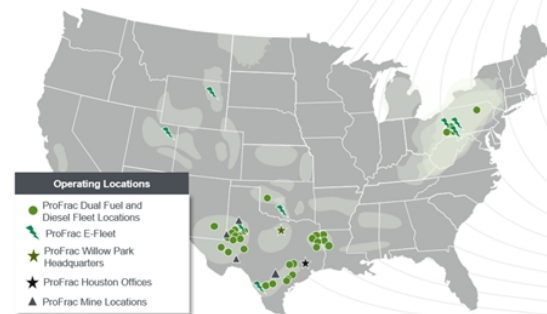 Operating Locations
ProFrac Dual Fuel and
Diesel Fleet Locations
ProFrac E-Fleet
ProFrac Willow Park
Headquarters
ProFrac Houston Offices
ProFrac Mine Locations